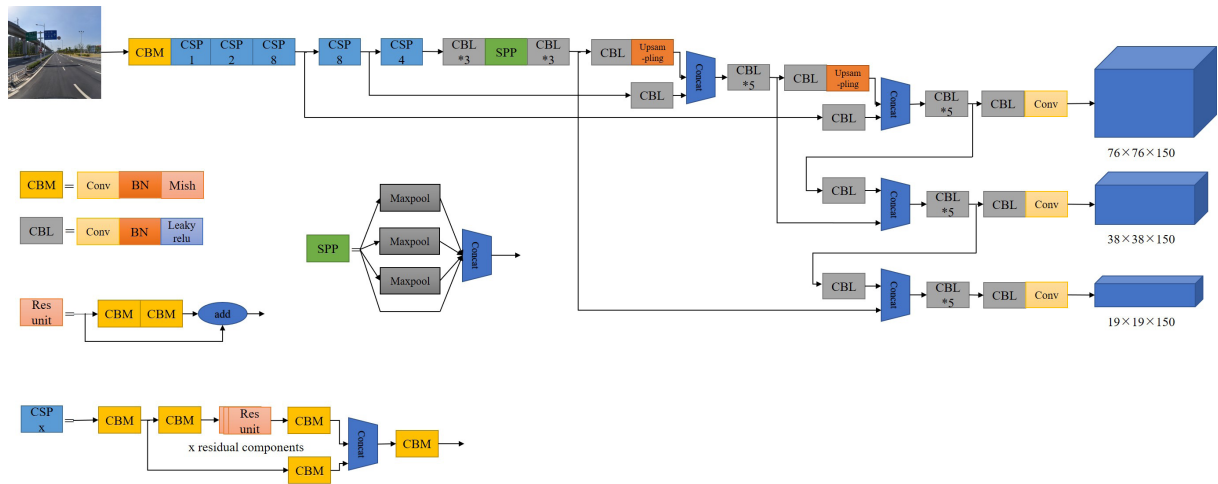 CBM
CSP
1
CSP
2
CSP
8
CSP
8
CSP
4
CBL
*3
SPP
CBL
*3
CBL
Upsam
-pling
Concat
CBL
CBL
*5
CBL
Upsam
-pling
Concat
CBL
CBL
*5
CBL
Conv
76×76×150
CBL
Concat
CBL
*5
CBL
Conv
38×38×150
CBL
Concat
CBL
*5
CBL
Conv
19×19×150
CBM
=
Conv
BN
Mish
CBL
=
Conv
BN
Leaky
relu
SPP
=
Maxpool
Maxpool
Maxpool
Concat
Res
unit
=
CBM
CBM
add
CSP
x
=
CBM
CBM
Res
unit
CBM
x residual components
CBM
Concat
CBM